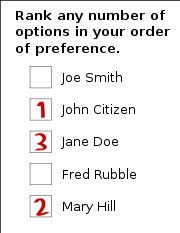 Rank any number of
options in your order
of preference.
Joe Smith
1 John Citizen
3 Jane Doe
Fred Rubble
2 Mary Hill